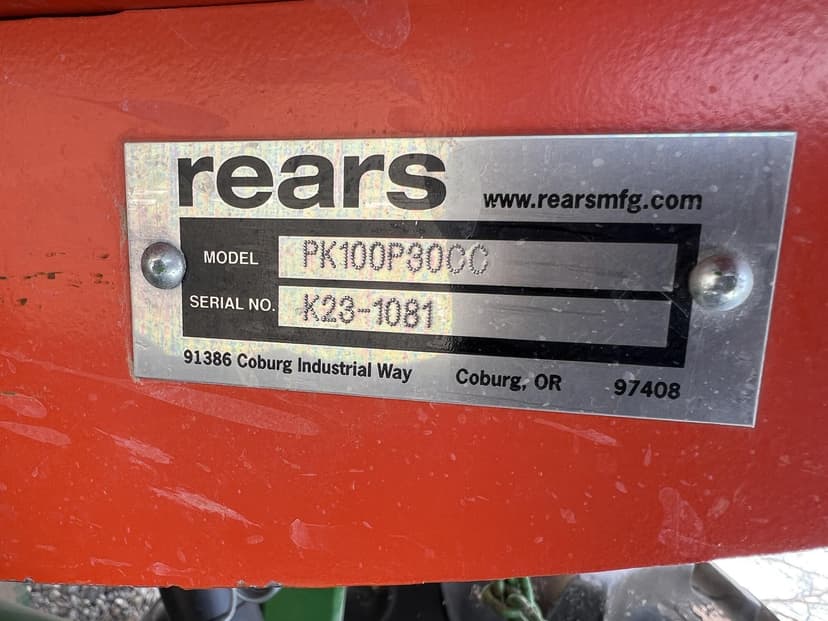 rears www.rearsmfg.com
MODEL PK100P30CC
SERIAL NO. K23-1081
91386 Coburg Industrial Way Coburg, OR 97408